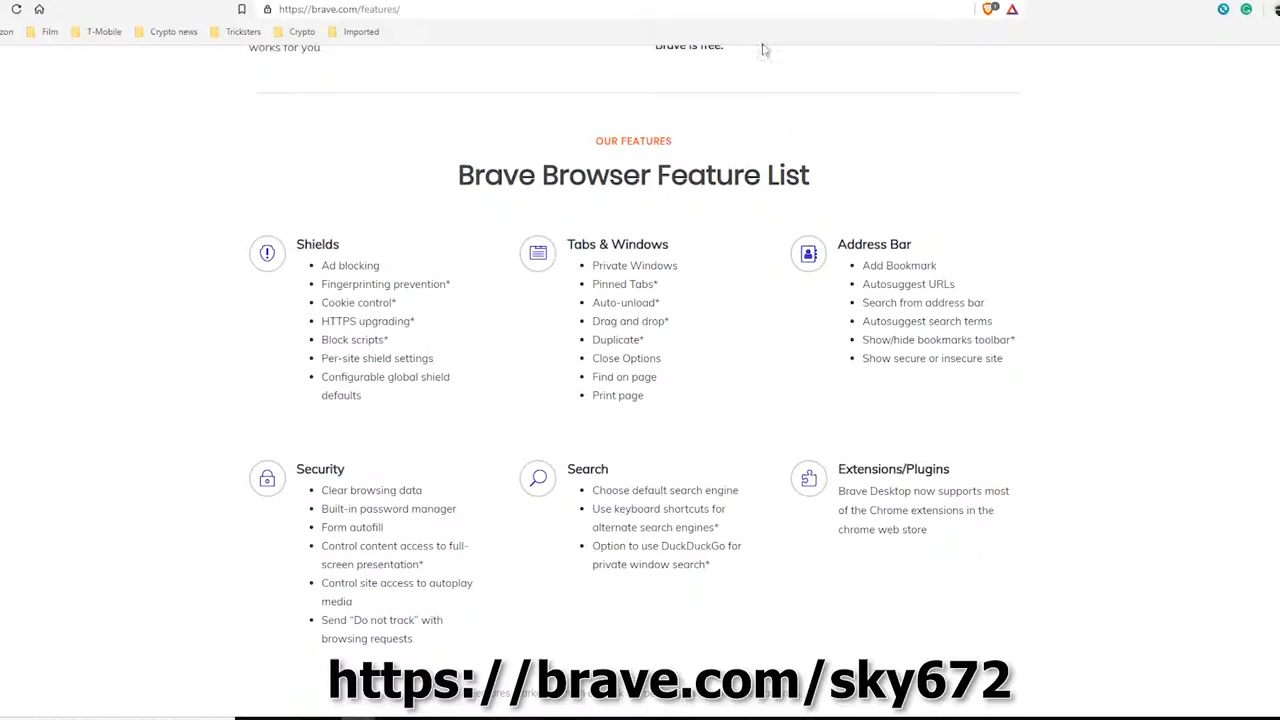 https://brave.com/features/
zon Film T-Mobile Crypto news Tricksters Crypto Imported
works for you
Brave is free.
OUR FEATURES
Brave Browser Feature List
Shields
Ad blocking
Fingerprinting prevention*
Cookie control*
HTTPS upgrading*
Block scripts*
Per-site shield settings
Configurable global shield
defaults
Tabs & Windows
Private Windows
Pinned Tabs*
Auto-unload*
Drag and drop*
Duplicate*
Close Options
Find on page
Print page
Address Bar
Add Bookmark
Autosuggest URLs
Search from address bar
Autosuggest search terms
Show/hide bookmarks toolbar*
Show secure or insecure site
Security
Clear browsing data
Built-in password manager
Form autofill
Control content access to full-
screen presentation*
Control site access to autoplay
media
Send “Do not track” with
browsing requests
Search
Choose default search engine
Use keyboard shortcuts for
alternate search engines*
Option to use DuckDuckGo for
private window search*
Extensions/Plugins
Brave Desktop now supports most
of the Chrome extensions in the
chrome web store
https://brave.com/sky672